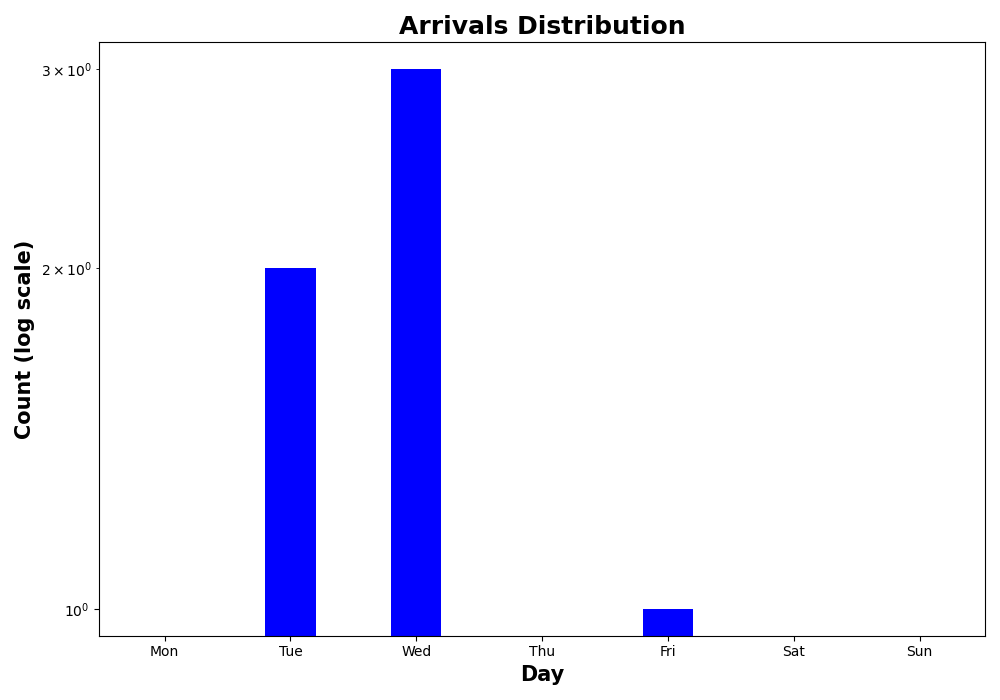 Arrivals Distribution
3 × 10⁰
2 × 10⁰
10⁰
Count (log scale)
Mon Tue Wed Thu Fri Sat Sun
Day